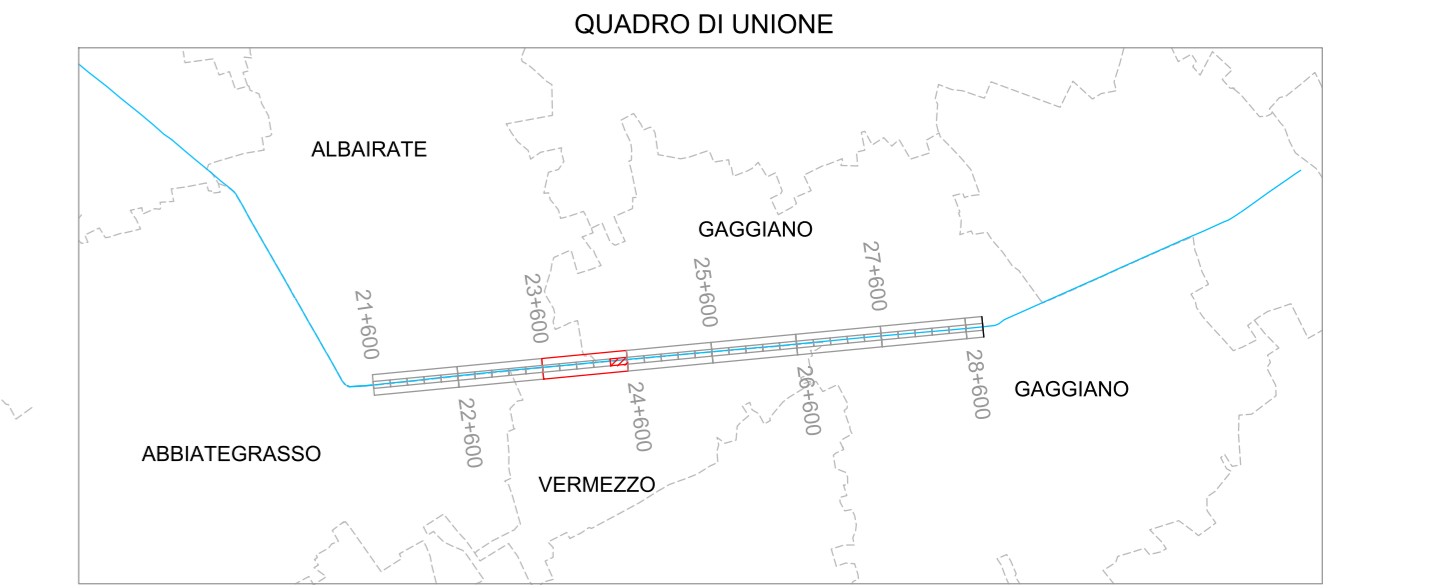 QUADRO DI UNIONE
ALBAIRATE
GAGGIANO
21+600
23+600
25+600
27+600
22+600
24+600
26+600
28+600
GAGGIANO
ABBIATEGRASSO
VERMEZZO